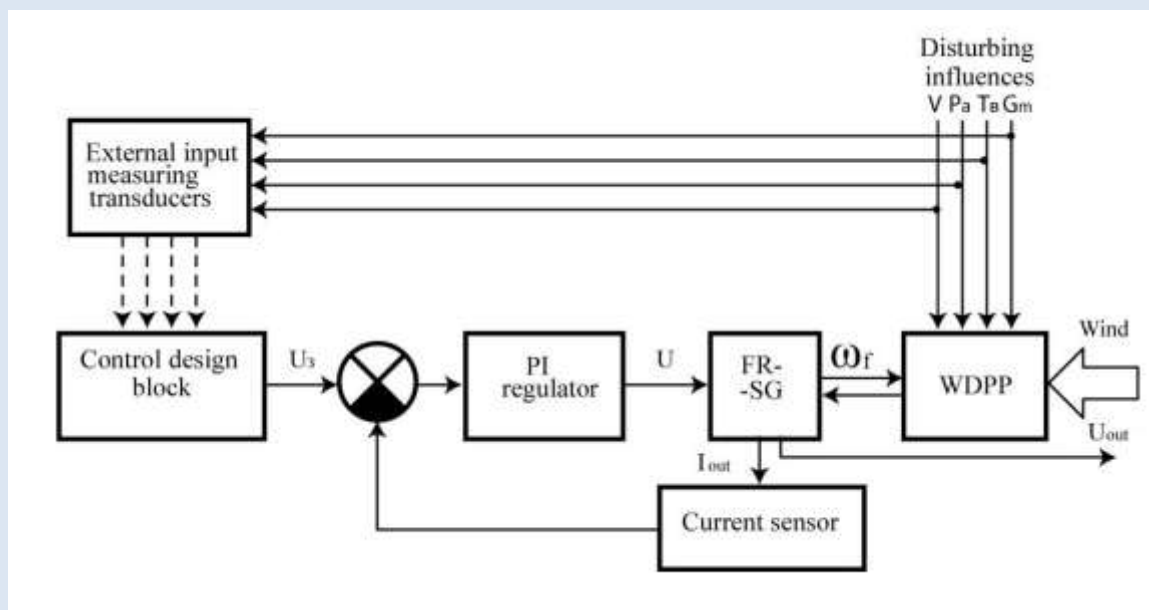 Disturbing
influences
V Pa TB Gm
External input
measuring
transducers
Wind
Control design
block
U3
PI
regulator
U
FR-
-SG
ωf
WDPP
Uout
Iout
Current sensor